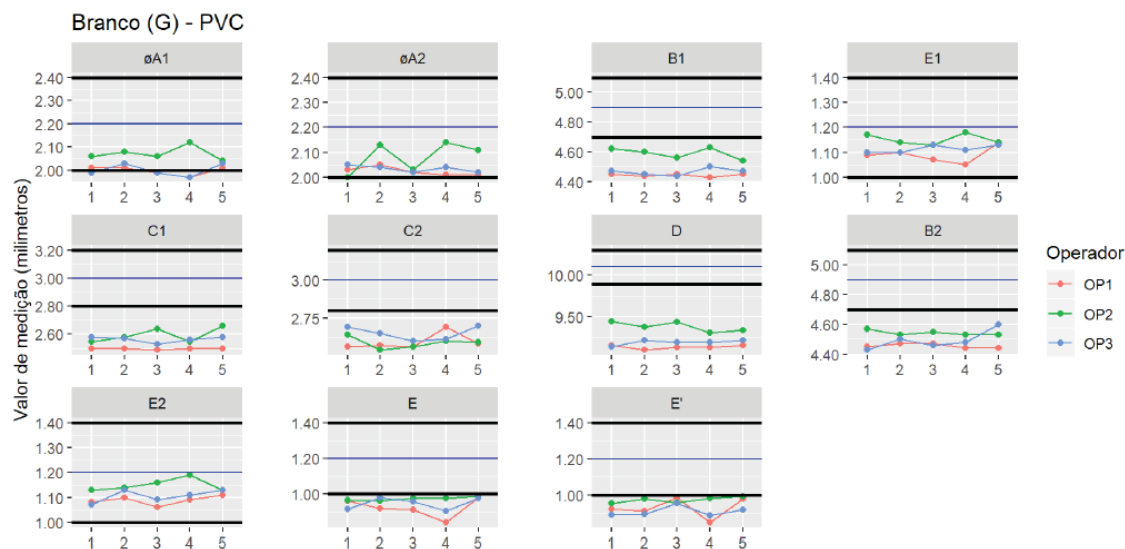 Branco (G) - PVC
Valor de medição (milimetros)
øA1
2.40
2.30
2.20
2.10
2.00
1 2 3 4 5
øA2
2.40
2.30
2.20
2.10
2.00
1 2 3 4 5
B1
5.00
4.80
4.60
4.40
1 2 3 4 5
E1
1.40
1.30
1.20
1.10
1.00
1 2 3 4 5
C1
3.20
3.00
2.80
2.60
1 2 3 4 5
C2
3.00
2.75
1 2 3 4 5
D
10.00
9.50
1 2 3 4 5
B2
5.00
4.80
4.60
4.40
1 2 3 4 5
E2
1.40
1.30
1.20
1.10
1.00
1 2 3 4 5
E
1.40
1.20
1.00
1 2 3 4 5
E'
1.40
1.20
1.00
1 2 3 4 5
Operador
OP1
OP2
OP3